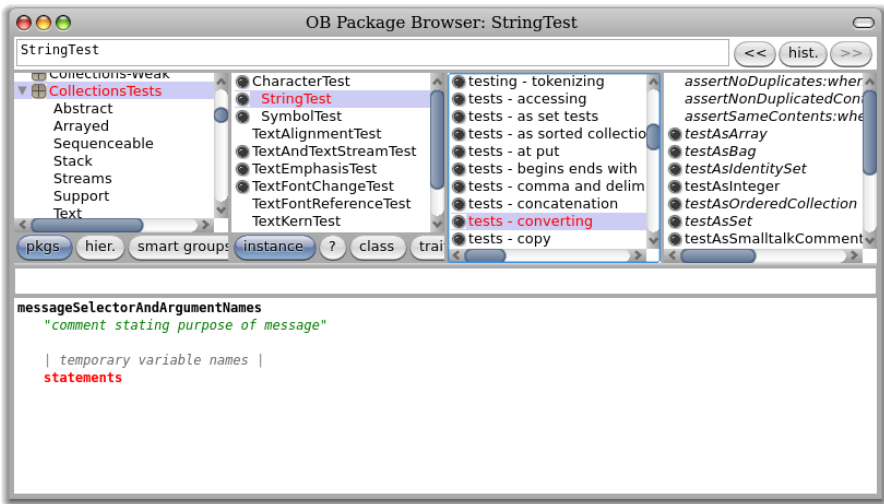 OB Package Browser: StringTest
StringTest
<<
hist.
>>
Collections-Weak
CollectionsTests
Abstract
Arrayed
Sequenceable
Stack
Streams
Support
Text
CharacterTest
StringTest
SymbolTest
TextAlignmentTest
TextAndTextStreamTest
TextEmphasisTest
TextFontChangeTest
TextFontReferenceTest
TextKernTest
testing - tokenizing
tests - accessing
tests - as set tests
tests - as sorted collectio
tests - at put
tests - begins ends with
tests - comma and delim
tests - concatenation
tests - converting
tests - copy
assertNoDuplicates:wher
assertNonDuplicatedCon
assertSameContents:whe
testAsArray
testAsBag
testAsIdentitySet
testAsInteger
testAsOrderedCollection
testAsSet
testAsSmalltalkComment
pkgs
hier.
smart groups
instance
?
class
trai
messageSelectorAndArgumentNames
"comment stating purpose of message"
| temporary variable names |
statements